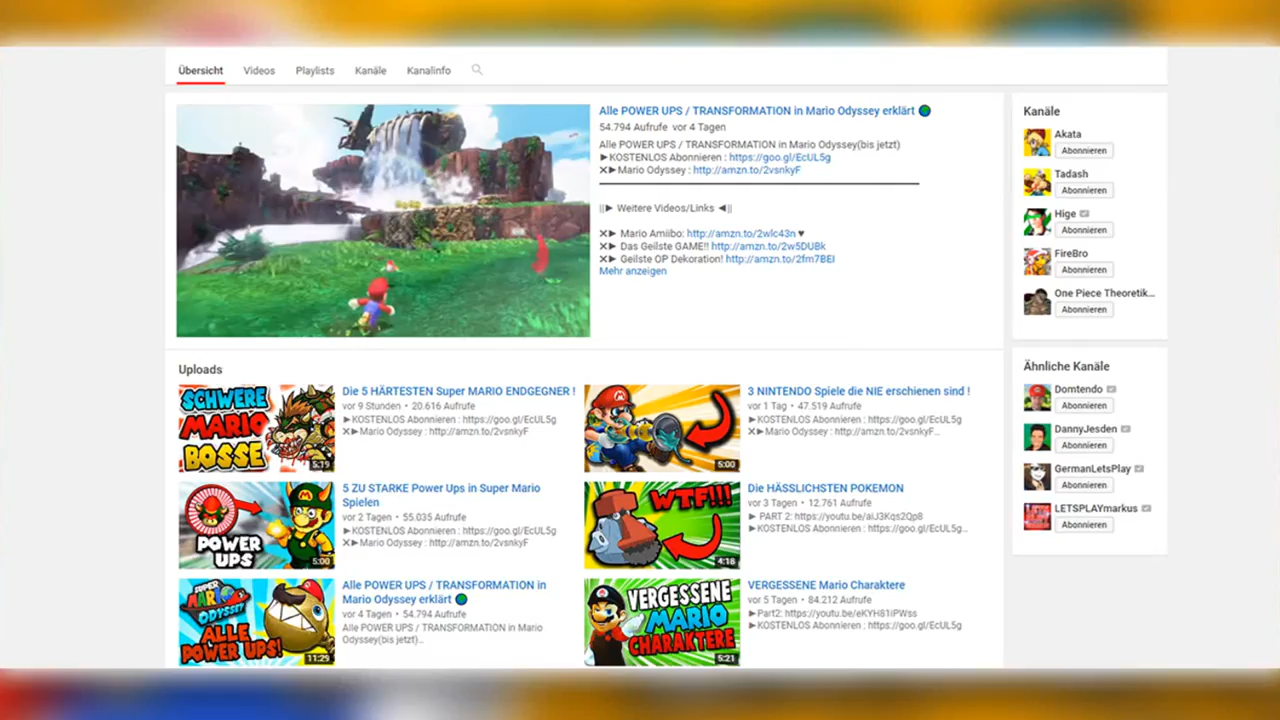 Übersicht Videos Playlists Kanäle Kanalinfo
Alle POWER UPS / TRANSFORMATION in Mario Odyssey erklärt
54.794 Aufrufe vor 4 Tagen
Alle POWER UPS / TRANSFORMATION in Mario Odyssey(bis jetzt)
►KOSTENLOS Abonnieren : https://goo.gl/EcUL5g
✕►Mario Odyssey : http://amzn.to/2vsnkyF
||► Weitere Videos/Links ◄||
✕► Mario Amiibo: http://amzn.to/2wlc43n ♥
✕► Das Geilste GAME!! http://amzn.to/2w5DUBk
✕► Geilste OP Dekoration! http://amzn.to/2fm7BEI
Mehr anzeigen
Kanäle
Akata
Abonnieren
Tadash
Abonnieren
Hige
Abonnieren
FireBro
Abonnieren
One Piece Theoretik...
Abonnieren
Ähnliche Kanäle
Domtendo
Abonnieren
DannyJesden
Abonnieren
GermanLetsPlay
Abonnieren
LETSPLAYmarkus
Abonnieren
Uploads
SCHWERE
MARIO
BOSSE
5:19
Die 5 HÄRTESTEN Super MARIO ENDGEGNER !
vor 9 Stunden • 20.616 Aufrufe
►KOSTENLOS Abonnieren : https://goo.gl/EcUL5g
✕►Mario Odyssey : http://amzn.to/2vsnkyF
5:00
3 NINTENDO Spiele die NIE erschienen sind !
vor 1 Tag • 47.519 Aufrufe
►KOSTENLOS Abonnieren : https://goo.gl/EcUL5g
✕►Mario Odyssey : http://amzn.to/2vsnkyF...
POWER
UPS
5:00
5 ZU STARKE Power Ups in Super Mario
Spielen
vor 2 Tagen • 55.035 Aufrufe
►KOSTENLOS Abonnieren : https://goo.gl/EcUL5g
✕►Mario Odyssey : http://amzn.to/2vsnkyF
WTF!!!
4:18
Die HÄSSLICHSTEN POKEMON
vor 3 Tagen • 12.761 Aufrufe
► PART 2: https://youtu.be/aiJ3Kqs2Qp8
►KOSTENLOS Abonnieren : https://goo.gl/EcUL5g...
SUPER
MARIO
ODYSSEY
ALLE
POWER UPS!
11:29
Alle POWER UPS / TRANSFORMATION in
Mario Odyssey erklärt
vor 4 Tagen • 54.794 Aufrufe
Alle POWER UPS / TRANSFORMATION in Mario
Odyssey(bis jetzt)...
VERGESSENE
MARIO
CHARAKTERE
5:21
VERGESSENE Mario Charaktere
vor 5 Tagen • 84.212 Aufrufe
►Part2: https://youtu.be/eKYH81iPWss
►KOSTENLOS Abonnieren : https://goo.gl/EcUL5g